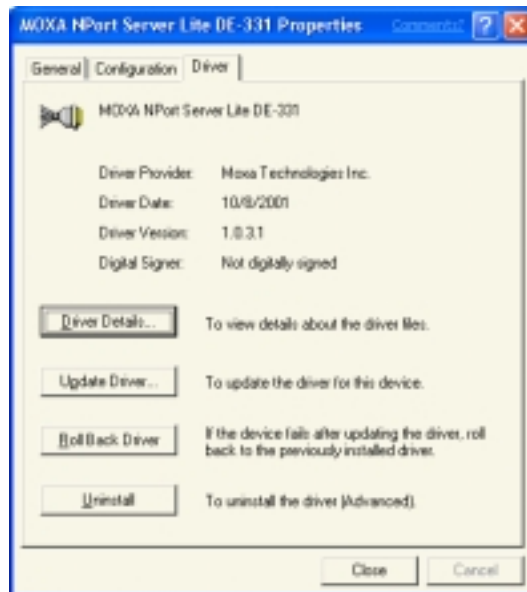 MOXA NPort Server Lite DE-331 Properties Comments?
General Configuration Driver
MOXA NPort Server Lite DE-331
Driver Provider: Moxa Technologies Inc.
Driver Date: 10/8/2001
Driver Version: 1.0.3.1
Digital Signer: Not digitally signed
Driver Details... To view details about the driver files.
Update Driver... To update the driver for this device.
Roll Back Driver If the device fails after updating the driver, roll
back to the previously installed driver.
Uninstall To uninstall the driver (Advanced).
Close Cancel